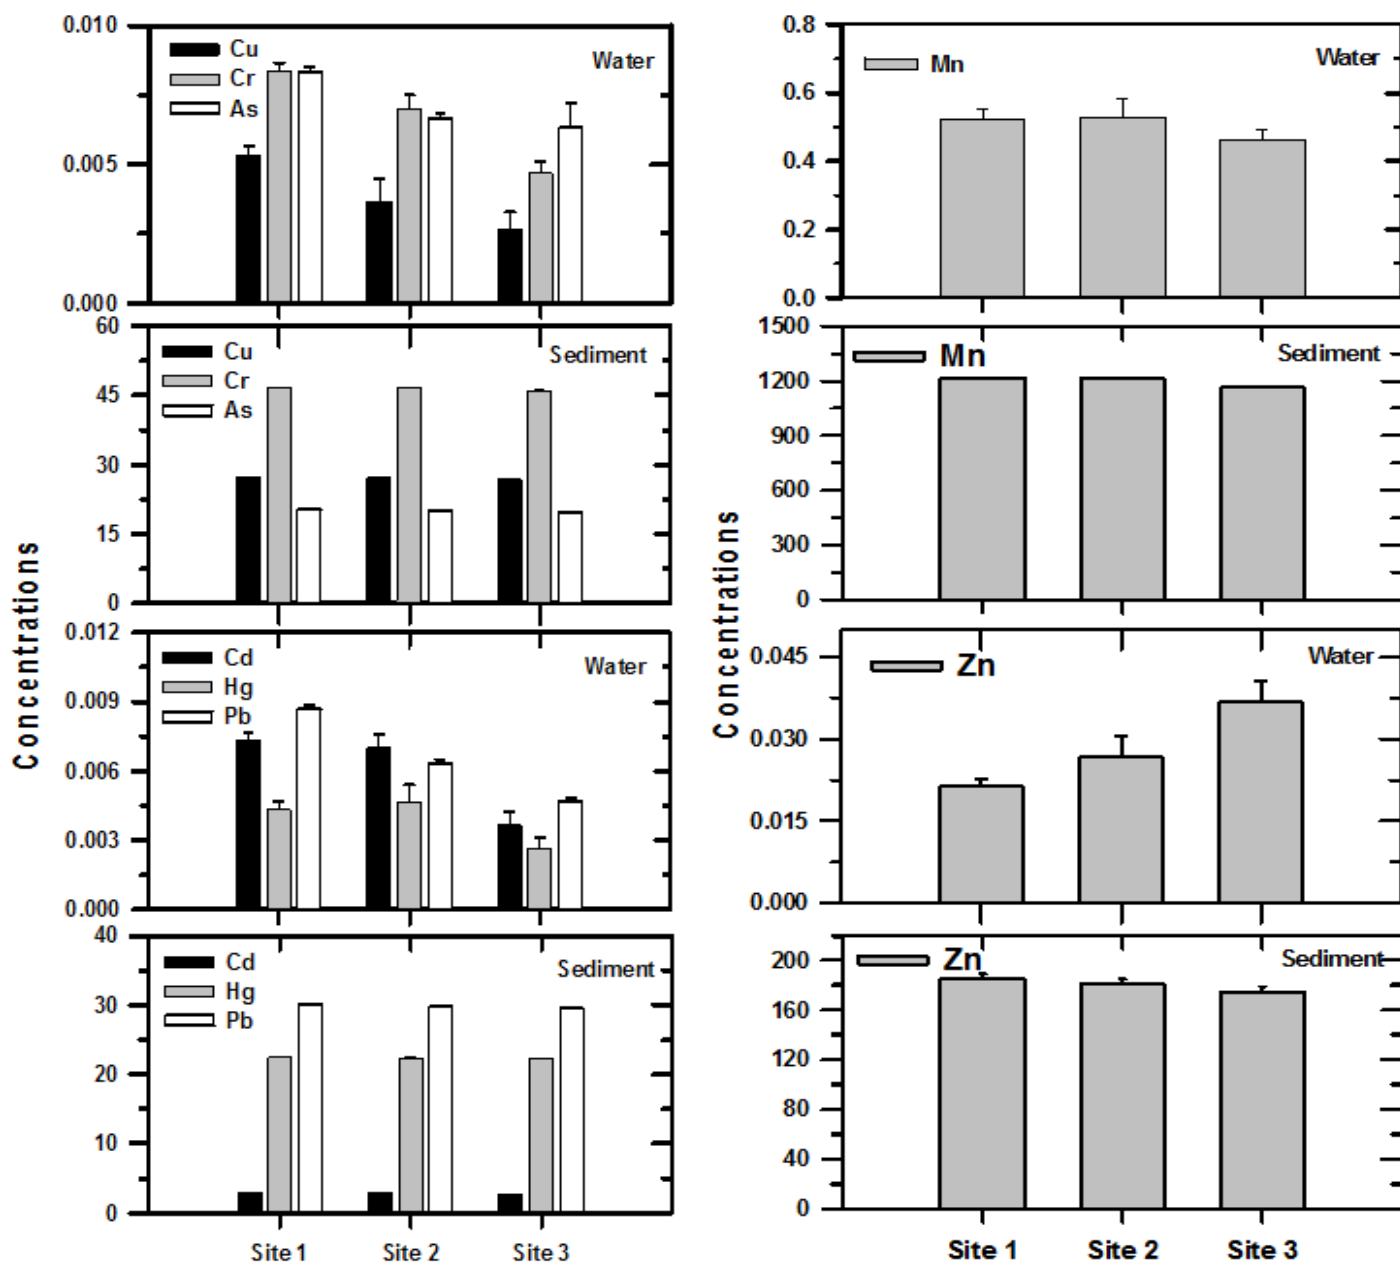 Concentrations
0.010
0.005
0.000
Cu
Cr
As
Water
60
45
30
15
0
Cu
Cr
As
Sediment
0.012
0.009
0.006
0.003
0.000
Cd
Hg
Pb
Water
40
30
20
10
0
Cd
Hg
Pb
Sediment
Site 1 Site 2 Site 3
Concentrations
0.8
0.6
0.4
0.2
0.0
Mn
Water
1500
1200
900
600
300
0
Mn
Sediment
0.045
0.030
0.015
0.000
Zn
Water
200
160
120
80
40
0
Zn
Sediment
Site 1 Site 2 Site 3